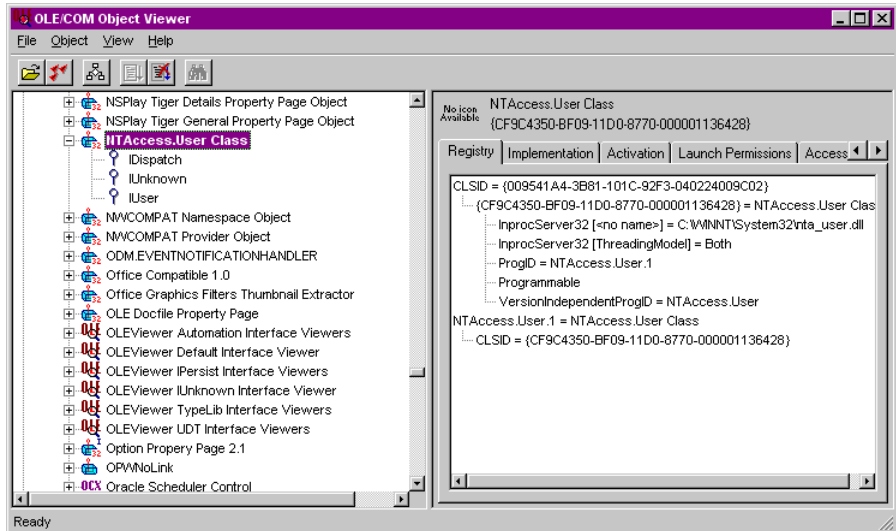 OLE/COM Object Viewer
File Object View Help
NSPlay Tiger Details Property Page Object
NSPlay Tiger General Property Page Object
NTAccess.User Class
IDispatch
IUnknown
IUser
NWCOMPAT Namespace Object
NWCOMPAT Provider Object
ODM.EVENTNOTIFICATIONHANDLER
Office Compatible 1.0
Office Graphics Filters Thumbnail Extractor
OLE Docfile Property Page
OLEViewer Automation Interface Viewers
OLEViewer Default Interface Viewer
OLEViewer IPersist Interface Viewers
OLEViewer IUnknown Interface Viewer
OLEViewer TypeLib Interface Viewers
OLEViewer UDT Interface Viewers
Option Propery Page 2.1
OPWNoLink
OCX Oracle Scheduler Control
No icon Available
NTAccess.User Class
{CF9C4350-BF09-11D0-8770-000001136428}
Registry Implementation Activation Launch Permissions Access
CLSID = {009541A4-3B81-101C-92F3-040224009C02}
{CF9C4350-BF09-11D0-8770-000001136428} = NTAccess.User Clas
InprocServer32 [<no name>] = C:\WINNT\System32\nta_user.dll
InprocServer32 [ThreadingModel] = Both
ProgID = NTAccess.User.1
Programmable
VersionIndependentProgID = NTAccess.User
NTAccess.User.1 = NTAccess.User Class
CLSID = {CF9C4350-BF09-11D0-8770-000001136428}
Ready